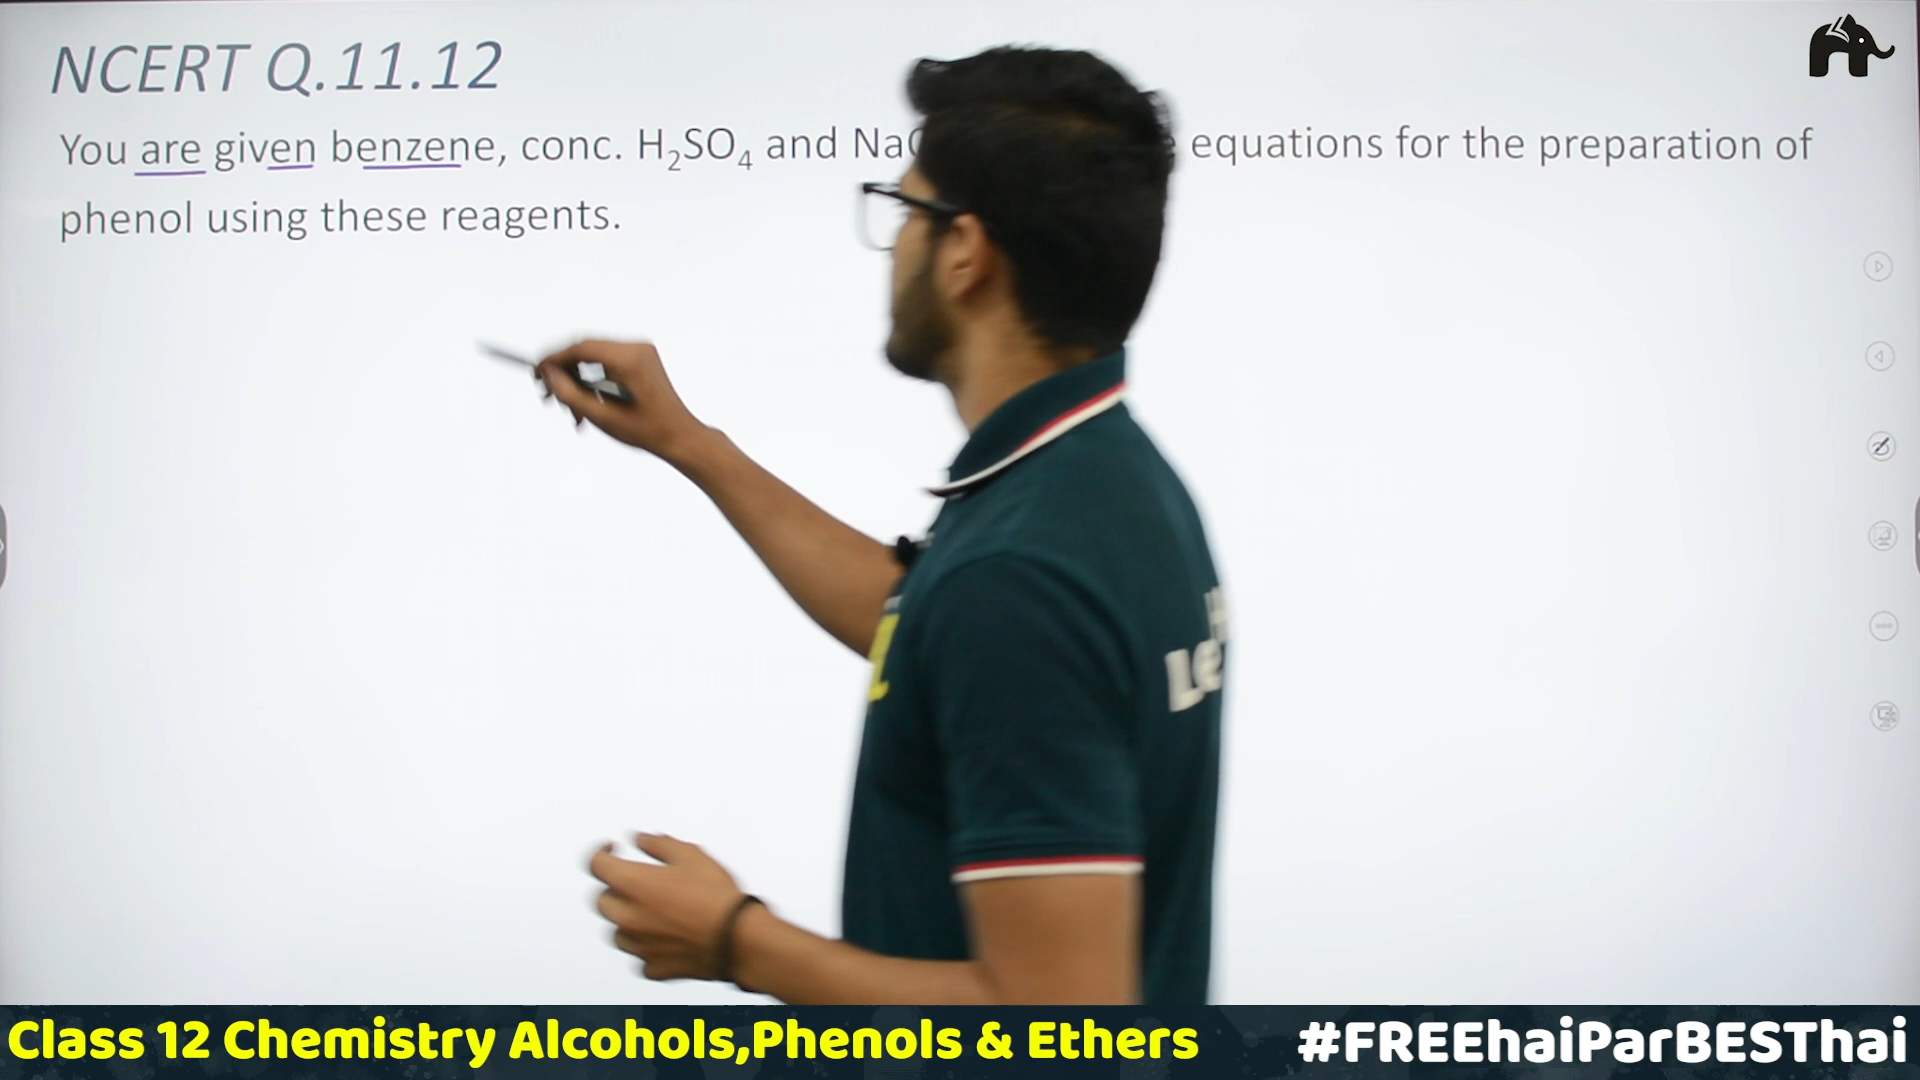 NCERT Q.11.12
You are given benzene, conc. H₂SO₄ and Na equations for the preparation of
phenol using these reagents.
Class 12 Chemistry Alcohols,Phenols & Ethers
#FREEhaiParBESThai